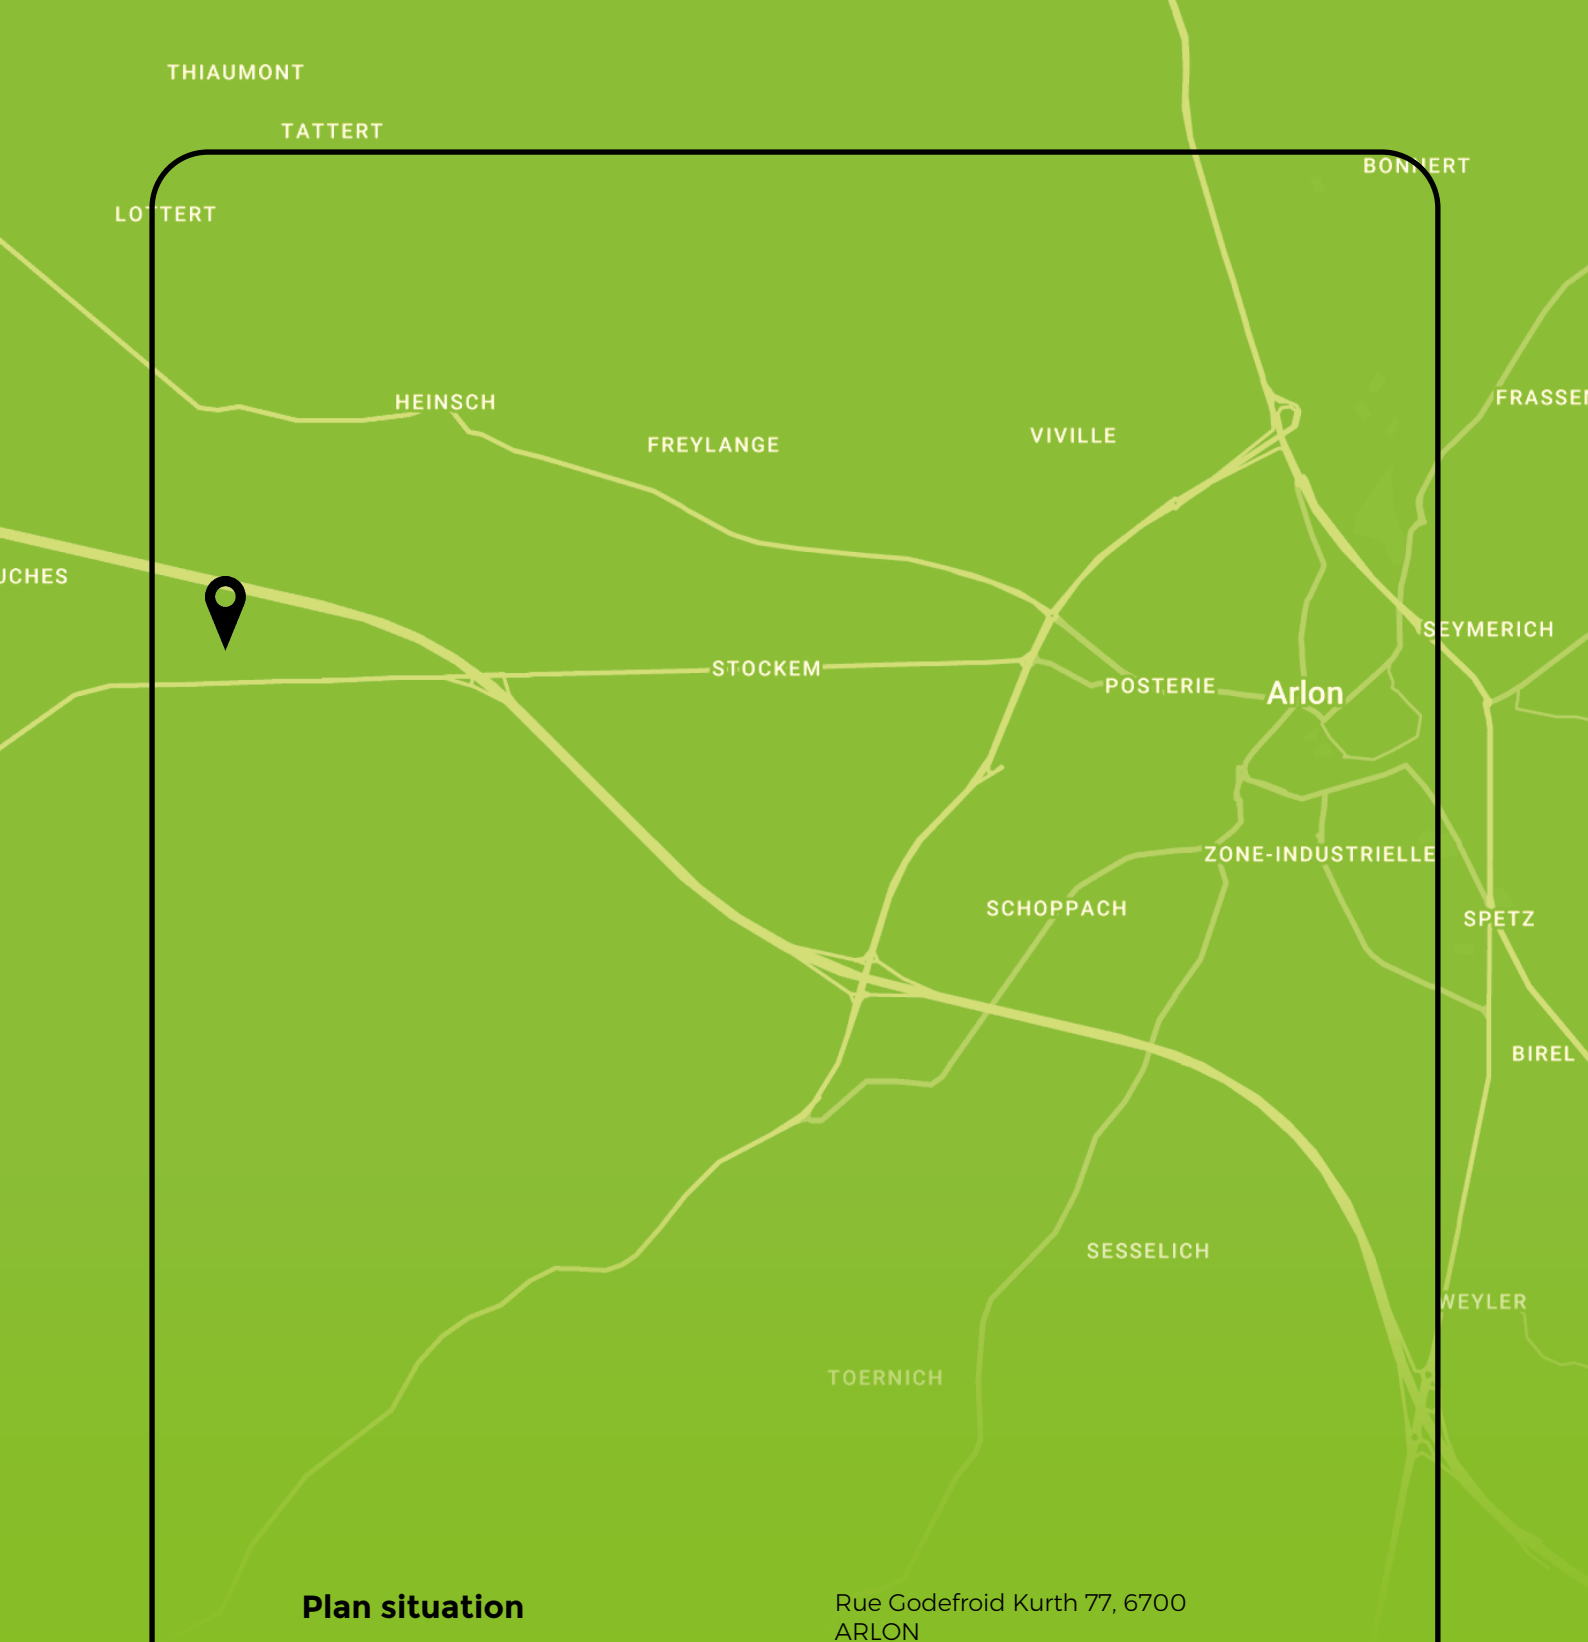 THIAUMONT
TATTERT
BONNERT
LOTTERT
FRASSEN
HEINSCH
VIVILLE
FREYLANGE
UCHES
SEYMERICH
STOCKEM
POSTERIE
Arlon
ZONE-INDUSTRIELLE
SCHOPPACH
SPETZ
BIREL
SESSELICH
WEYLER
TOERNICH
Plan situation
Rue Godefroid Kurth 77, 6700
ARLON